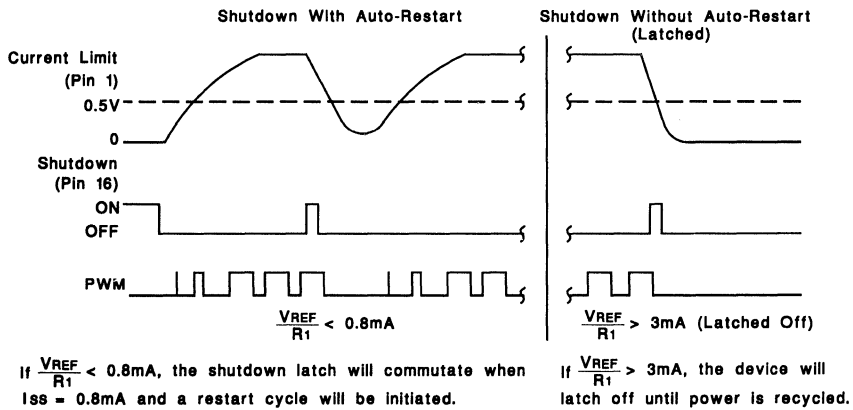 Shutdown With Auto-Restart
Shutdown Without Auto-Restart
(Latched)
Current Limit
(Pin 1)
0.5V
0
Shutdown
(Pin 16)
ON
OFF
PWM
VREF
R1
< 0.8mA
VREF
R1
> 3mA (Latched Off)
If VREF/R1 < 0.8mA, the shutdown latch will commutate when
ISS = 0.8mA and a restart cycle will be initiated.
If VREF/R1 > 3mA, the device will
latch off until power is recycled.